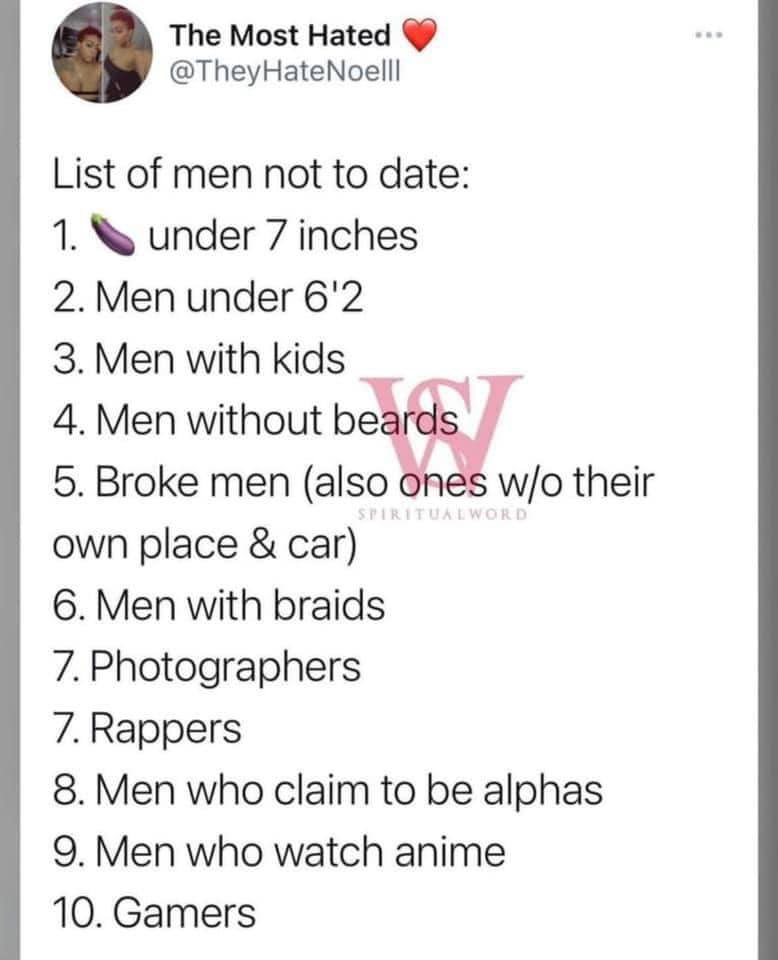 The Most Hated ❤️
@TheyHateNoelll
List of men not to date:
1. 🍆 under 7 inches
2. Men under 6'2
3. Men with kids
4. Men without beards
5. Broke men (also ones w/o their
SPIRITUALWORD
own place & car)
6. Men with braids
7. Photographers
7. Rappers
8. Men who claim to be alphas
9. Men who watch anime
10. Gamers